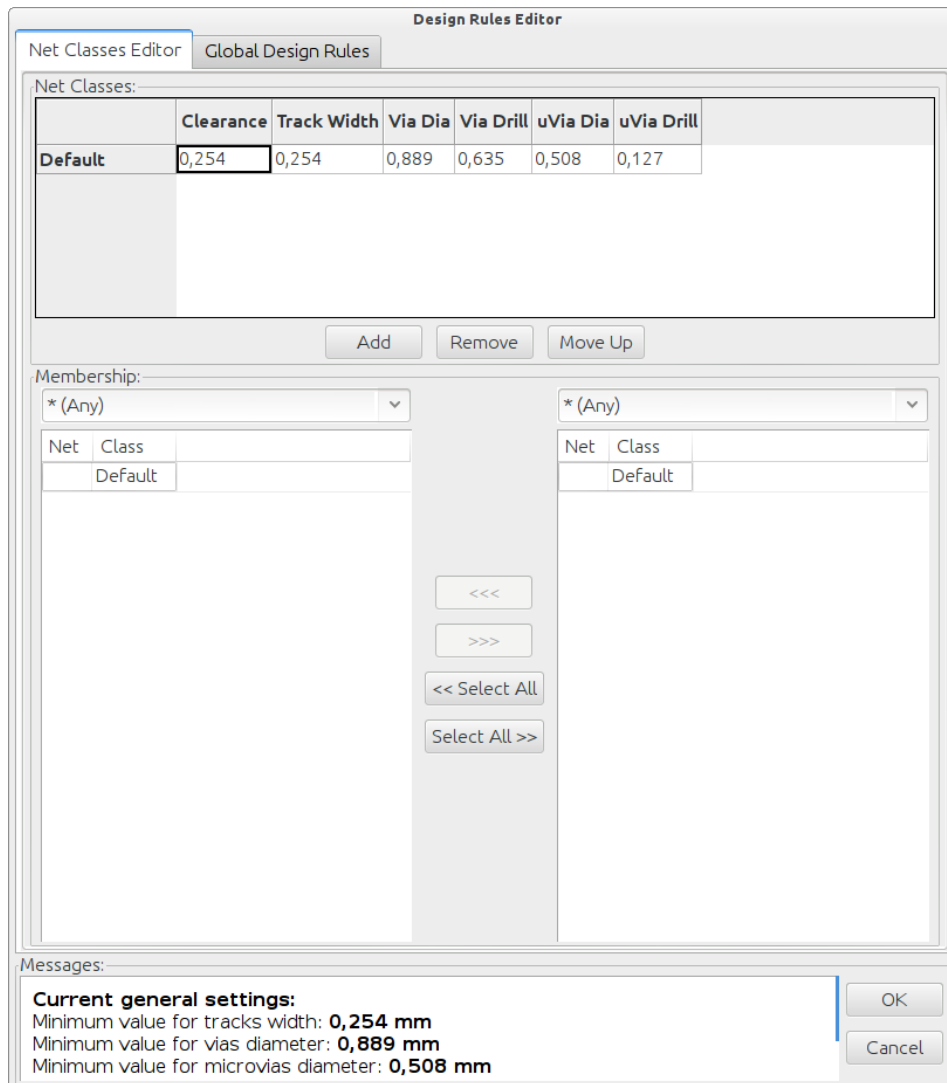 Design Rules Editor
Net Classes Editor Global Design Rules
Net Classes:
Clearance Track Width Via Dia Via Drill uVia Dia uVia Drill
Default 0,254 0,254 0,889 0,635 0,508 0,127
Add Remove Move Up
Membership:
* (Any) * (Any)
Net Class Net Class
Default Default
<<<
>>>
<< Select All
Select All >>
Messages:
Current general settings:
Minimum value for tracks width: 0,254 mm
Minimum value for vias diameter: 0,889 mm
Minimum value for microvias diameter: 0,508 mm
OK
Cancel